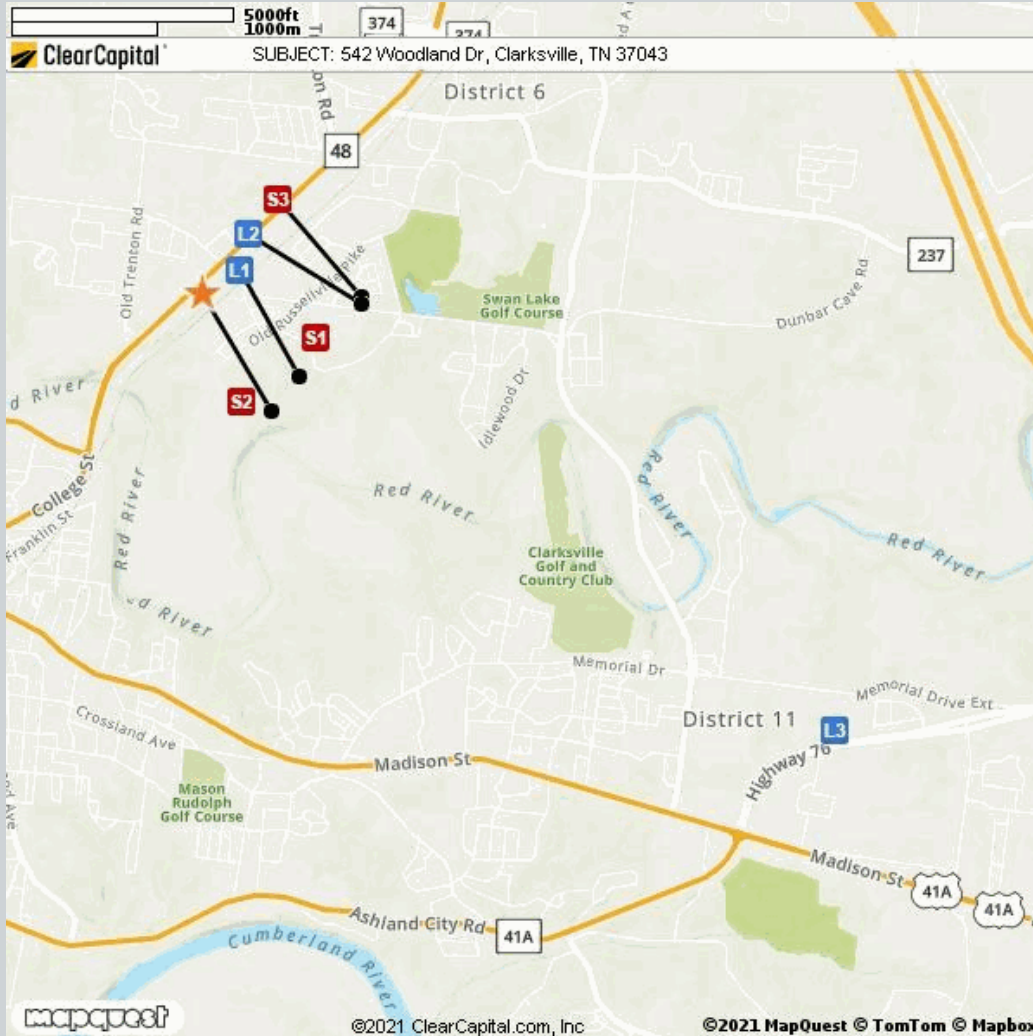 5000ft
1000m
374
374
ClearCapital
SUBJECT: 542 Woodland Dr, Clarksville, TN 37043
District 6
48
S3
L2
237
L1
Old Trenton Rd
Old Russellville Pike
Swan Lake
Golf Course
Dunbar Cave Rd
S1
S2
Idlewood Dr
College St
Franklin St
Red River
Red River
Red River
Red River
Clarksville
Golf and
Country Club
Memorial Dr
Memorial Drive Ext
District 11
L3
Highway 76
Crossland Ave
Madison St
Mason
Rudolph
Golf Course
Madison St
41A
41A
Ashland City Rd
41A
Cumberland River
mapquest
©2021 ClearCapital.com, Inc
©2021 MapQuest © TomTom © Mapbox